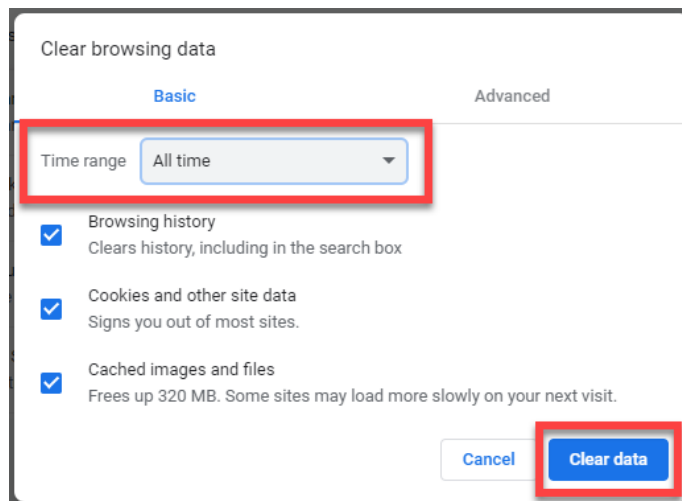 Clear browsing data
Basic Advanced
Time range All time
Browsing history
Clears history, including in the search box
Cookies and other site data
Signs you out of most sites.
Cached images and files
Frees up 320 MB. Some sites may load more slowly on your next visit.
Cancel Clear data